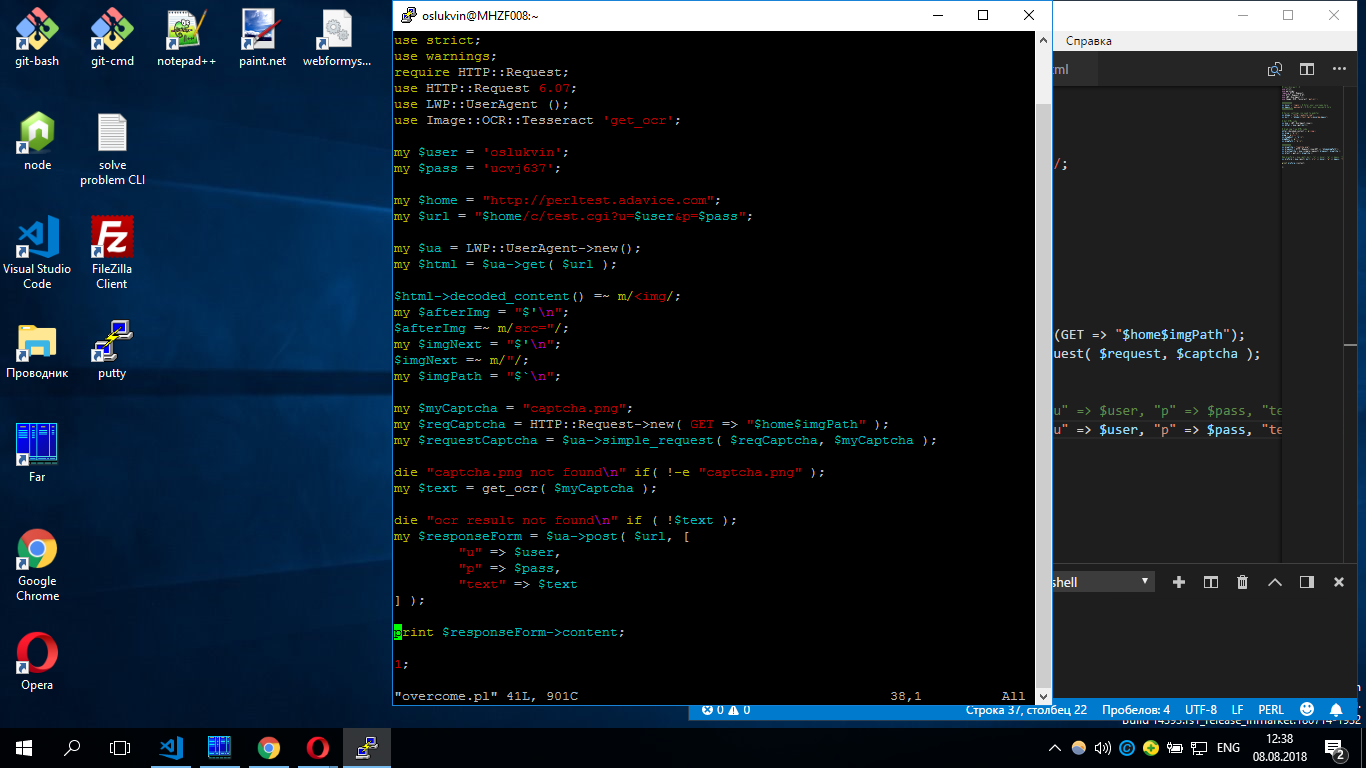 git-bash
git-cmd
notepad++
paint.net
webformys...
node
solve
problem CLI
Visual Studio
Code
FileZilla
Client
Проводник
putty
Far
Google
Chrome
Opera
oslukvin@MHZF008:~
use strict;
use warnings;
require HTTP::Request;
use HTTP::Request 6.07;
use LWP::UserAgent ();
use Image::OCR::Tesseract 'get_ocr';
my $user = 'oslukvin';
my $pass = 'ucvj637';
my $home = "http://perltest.adavice.com";
my $url = "$home/c/test.cgi?u=$user&p=$pass";
my $ua = LWP::UserAgent->new();
my $html = $ua->get( $url );
$html->decoded_content() =~ m/<img/;
my $afterImg = "$'\n";
$afterImg =~ m/src="/;
my $imgNext = "$'\n";
$imgNext =~ m/"/;
my $imgPath = "$`\n";
my $myCaptcha = "captcha.png";
my $reqCaptcha = HTTP::Request->new( GET => "$home$imgPath" );
my $requestCaptcha = $ua->simple_request( $reqCaptcha, $myCaptcha );
die "captcha.png not found\n" if( !-e "captcha.png" );
my $text = get_ocr( $myCaptcha );
die "ocr result not found\n" if ( !$text );
my $responseForm = $ua->post( $url, [
"u" => $user,
"p" => $pass,
"text" => $text
] );
print $responseForm->content;
1;
"overcome.pl" 41L, 901C 38,1 All
Справка
ml
/;
(GET => "$home$imgPath");
uest( $request, $captcha );
u" => $user, "p" => $pass, "te
u" => $user, "p" => $pass, "te
shell
0 0 Строка 37, столбец 22 Пробелов: 4 UTF-8 LF PERL
ENG
12:38
08.08.2018
2